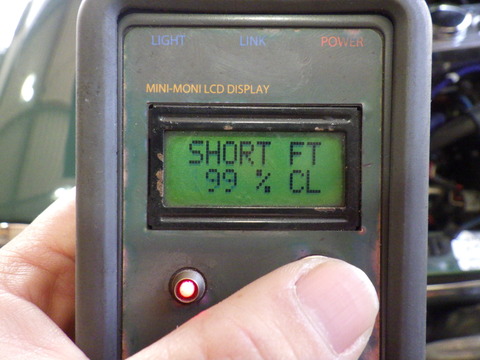 LIGHT LINK POWER
MINI-MONI LCD DISPLAY
SHORT FT
99 % CL